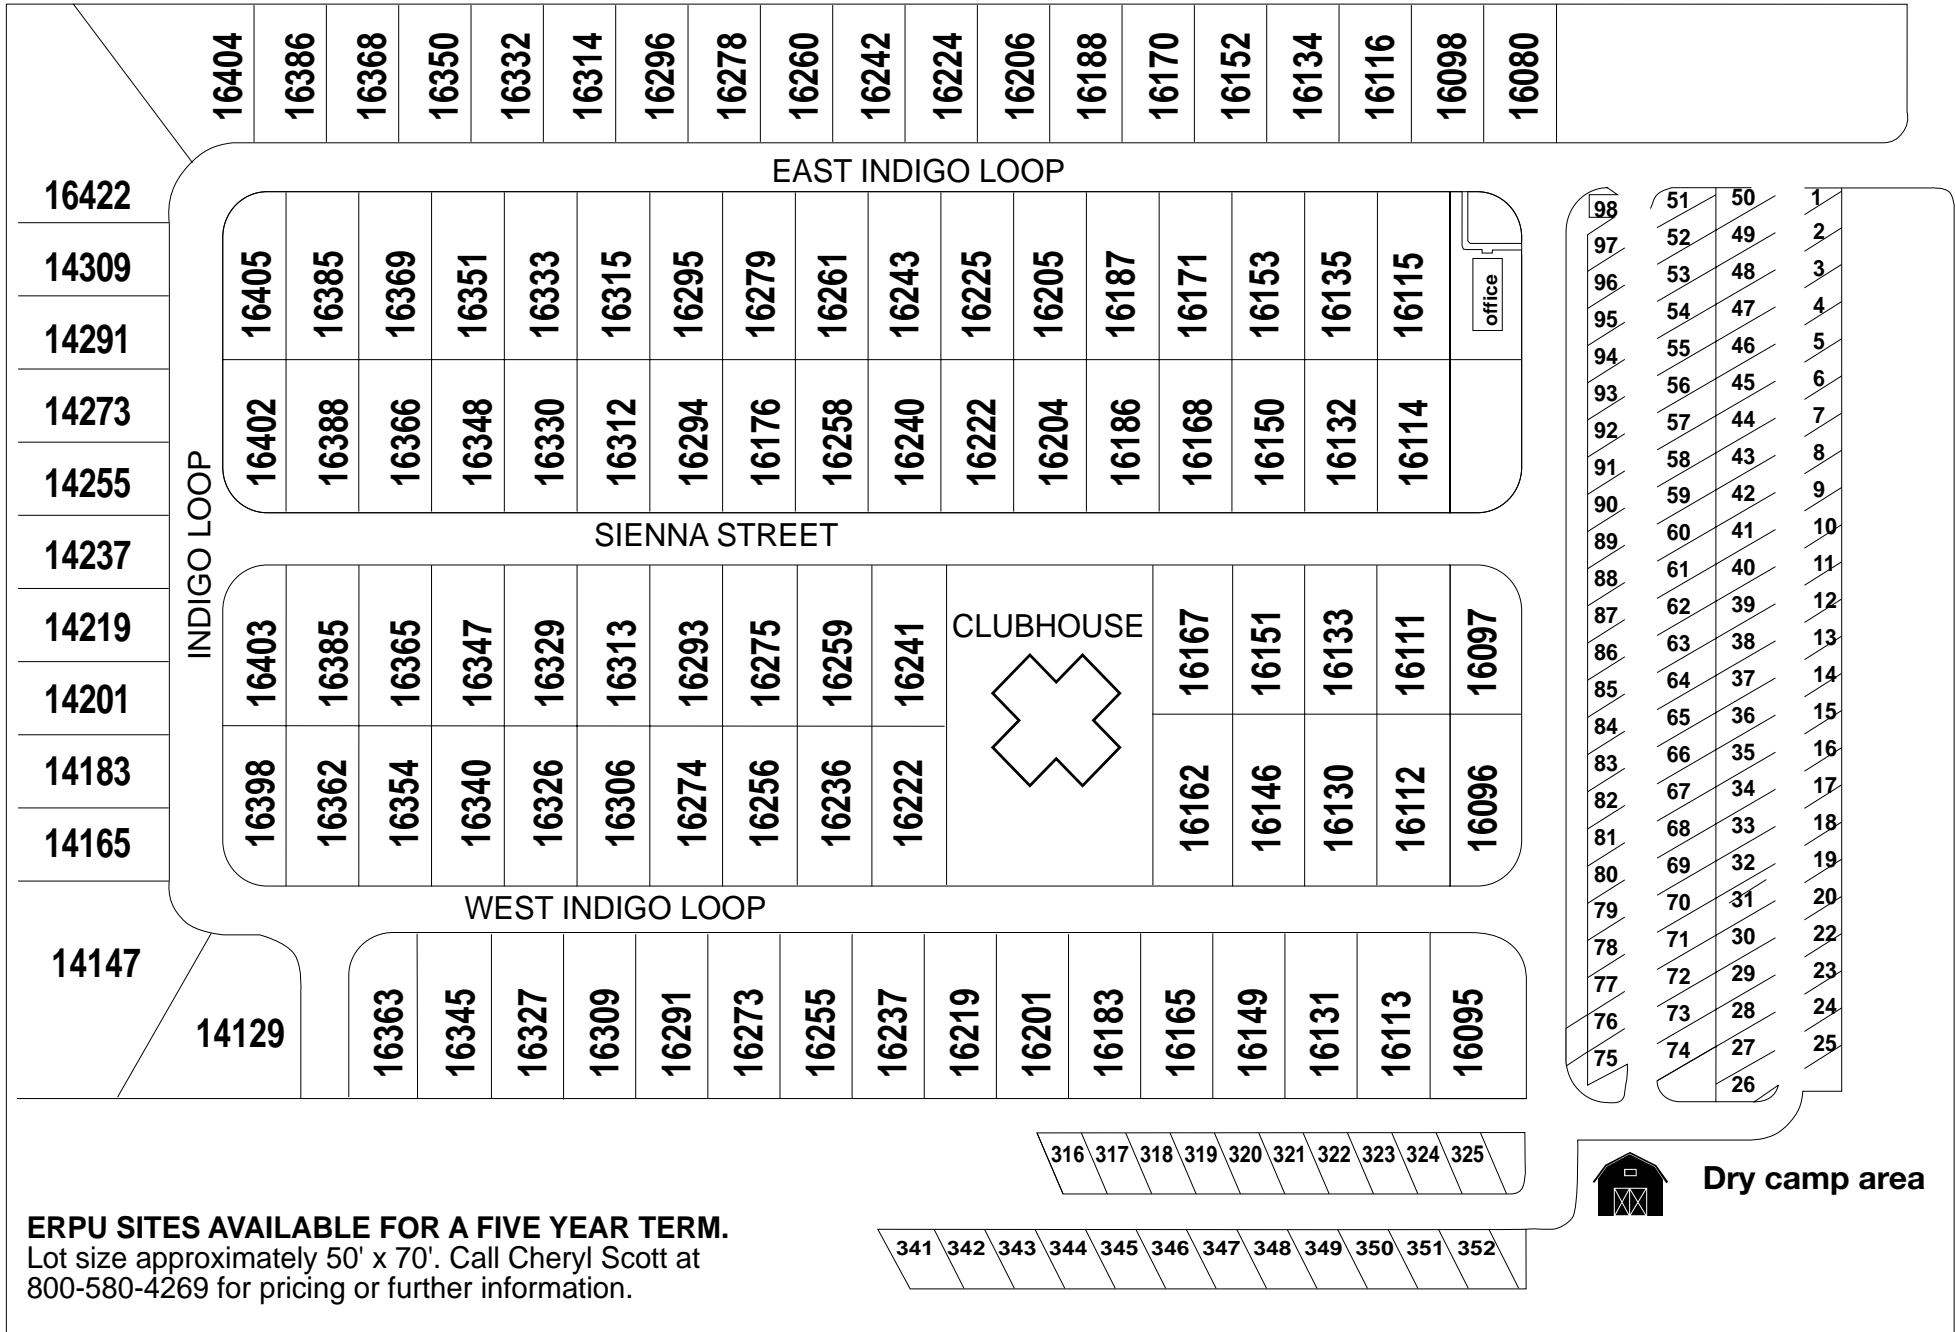 16404 16386 16368 16350 16332 16314 16296 16278 16260 16242 16224 16206 16188 16170 16152 16134 16116 16098 16080
EAST INDIGO LOOP
16422
14309
14291
14273
14255
14237
14219
14201
14183
14165
14147
14129
INDIGO LOOP
16405 16385 16369 16351 16333 16315 16295 16279 16261 16243 16225 16205 16187 16171 16153 16135 16115
office
16402 16388 16366 16348 16330 16312 16294 16176 16258 16240 16222 16204 16186 16168 16150 16132 16114
SIENNA STREET
16403 16385 16365 16347 16329 16313 16293 16275 16259 16241
CLUBHOUSE
16167 16151 16133 16111 16097
16398 16362 16354 16340 16326 16306 16274 16256 16236 16222
16162 16146 16130 16112 16096
WEST INDIGO LOOP
16363 16345 16327 16309 16291 16273 16255 16237 16219 16201 16183 16165 16149 16131 16113 16095
98 51 50 1
97 52 49 2
96 53 48 3
95 54 47 4
94 55 46 5
93 56 45 6
92 57 44 7
91 58 43 8
90 59 42 9
89 60 41 10
88 61 40 11
87 62 39 12
86 63 38 13
85 64 37 14
84 65 36 15
83 66 35 16
82 67 34 17
81 68 33 18
80 69 32 19
79 70 31 20
78 71 30 22
77 72 29 23
76 73 28 24
75 74 27 25
26
316 317 318 319 320 321 322 323 324 325
Dry camp area
341 342 343 344 345 346 347 348 349 350 351 352
ERPU SITES AVAILABLE FOR A FIVE YEAR TERM.
Lot size approximately 50' x 70'. Call Cheryl Scott at
800-580-4269 for pricing or further information.